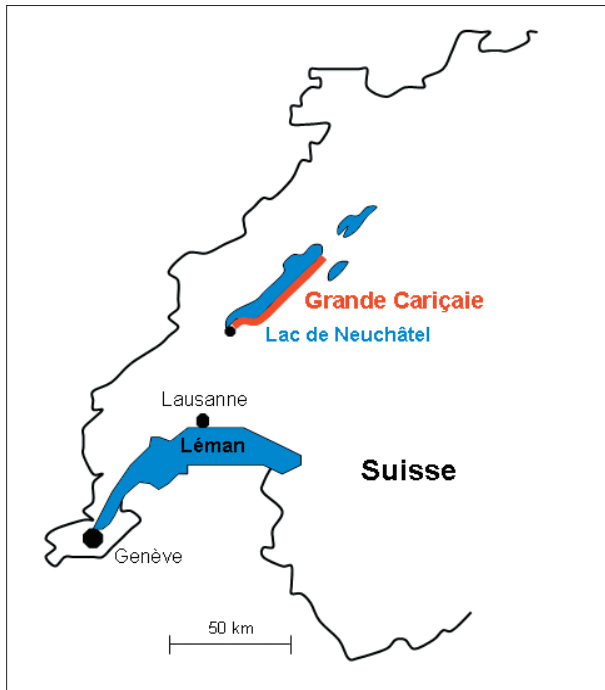 Grande Cariçaie
Lac de Neuchâtel
Lausanne
Léman
Suisse
Genève
50 km